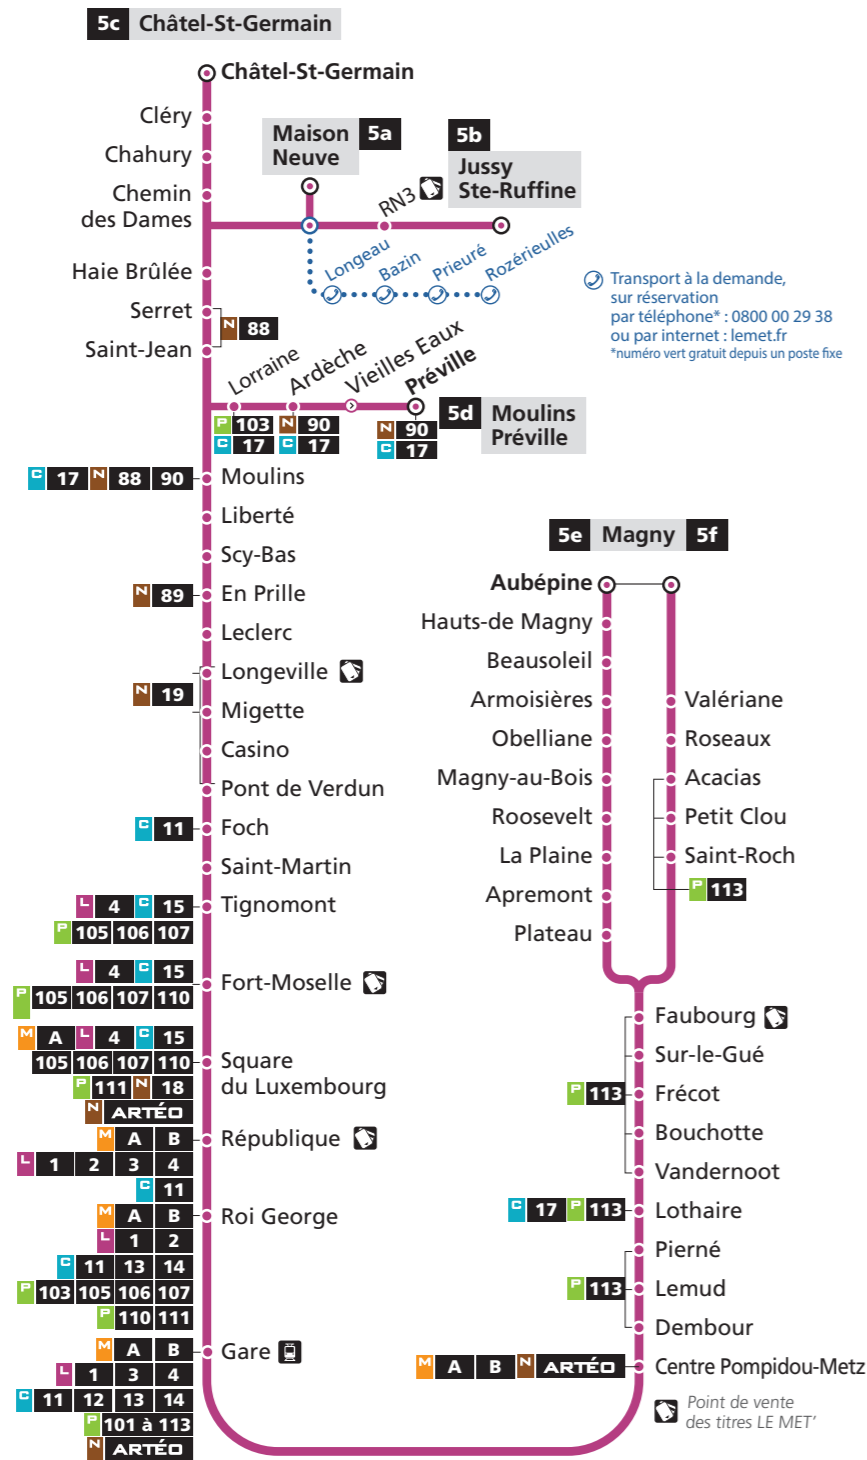 5c Châtel-St-Germain
Châtel-St-Germain
Cléry
Chahury
Chemin
des Dames
Maison
Neuve
5a
5b
Jussy
Ste-Ruffine
RN3
Longeau
Bazin
Prieuré
Rozérieulles
Transport à la demande,
sur réservation
par téléphone* : 0800 00 29 38
ou par internet : lemet.fr
*numéro vert gratuit depuis un poste fixe
Haie Brûlée
Serret
N 88
Saint-Jean
Lorraine
Ardèche
Vieilles Eaux
Préville
P 103
C 17
N 90
C 17
N 90
C 17
5d Moulins
Préville
C 17 N 88 90 Moulins
Liberté
Scy-Bas
N 89 En Prille
Leclerc
Longeville
N 19
Migette
Casino
Pont de Verdun
C 11 Foch
Saint-Martin
L 4 C 15 Tignomont
P 105 106 107
L 4 C 15
Fort-Moselle
P 105 106 107 110
M A L 4 C 15
105 106 107 110
Square
du Luxembourg
P 111 N 18
N ARTÉO
M A B République
L 1 2 3 4
C 11
M A B Roi George
L 1 2
C 11 13 14
P 103 105 106 107
P 110 111
M A B Gare
L 1 3 4
C 11 12 13 14
P 101 à 113
N ARTÉO
5e Magny 5f
Aubépine
Hauts-de Magny
Beausoleil
Armoisières
Obelliane
Magny-au-Bois
Roosevelt
La Plaine
Apremont
Plateau
Valériane
Roseaux
Acacias
Petit Clou
Saint-Roch
P 113
Faubourg
Sur-le-Gué
P 113 Frécot
Bouchotte
Vandernoot
C 17 P 113 Lothaire
Pierné
P 113 Lemud
Dembour
M A B N ARTÉO Centre Pompidou-Metz
Point de vente
des titres LE MET'